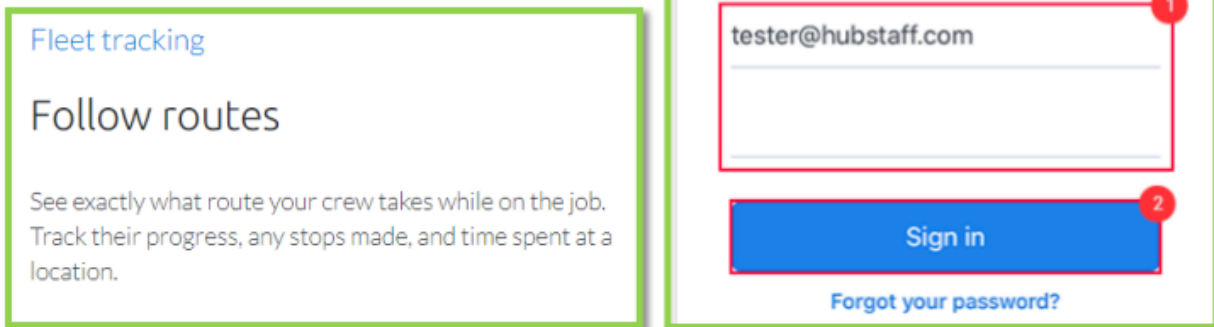 Fleet tracking
Follow routes
See exactly what route your crew takes while on the job.
Track their progress, any stops made, and time spent at a
location.
1
tester@hubstaff.com
2
Sign in
Forgot your password?